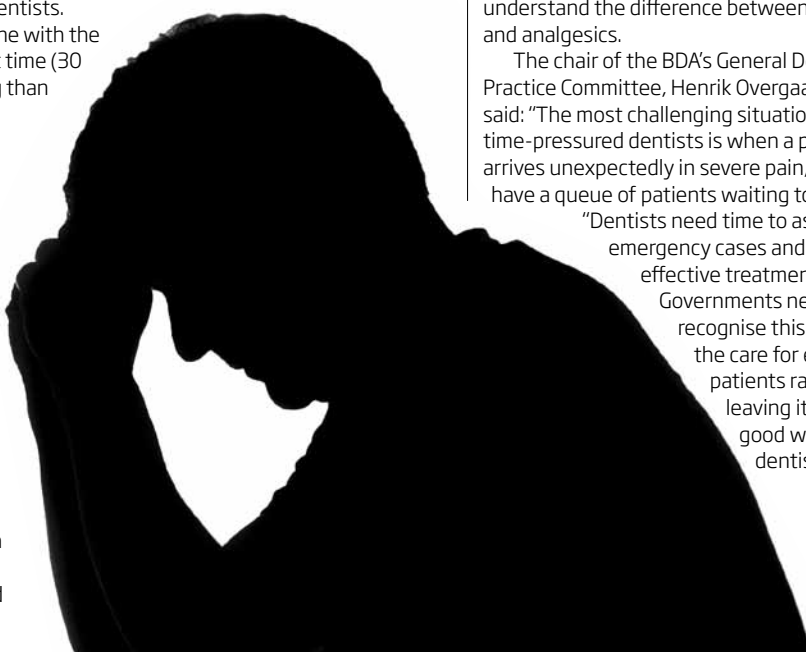 entists.
ne with the
t time (30
g than
n
d
understand the difference between
and analgesics.
The chair of the BDA's General D
Practice Committee, Henrik Overgaa
said: “The most challenging situatio
time-pressured dentists is when a p
arrives unexpectedly in severe pain,
have a queue of patients waiting to
“Dentists need time to as
emergency cases and
effective treatmen
Governments ne
recognise this
the care for e
patients ra
leaving it
good w
dentis